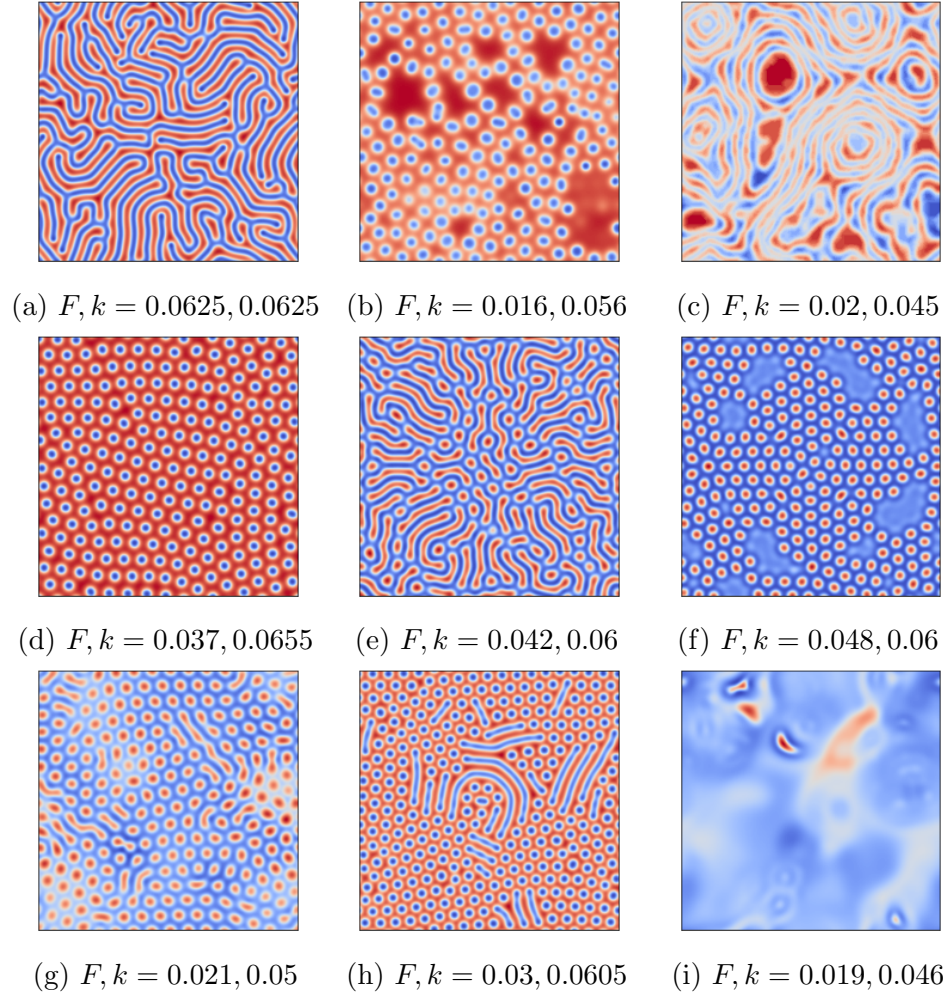 (a) F, k = 0.0625, 0.0625 (b) F, k = 0.016, 0.056 (c) F, k = 0.02, 0.045
(d) F, k = 0.037, 0.0655 (e) F, k = 0.042, 0.06 (f) F, k = 0.048, 0.06
(g) F, k = 0.021, 0.05 (h) F, k = 0.03, 0.0605 (i) F, k = 0.019, 0.046